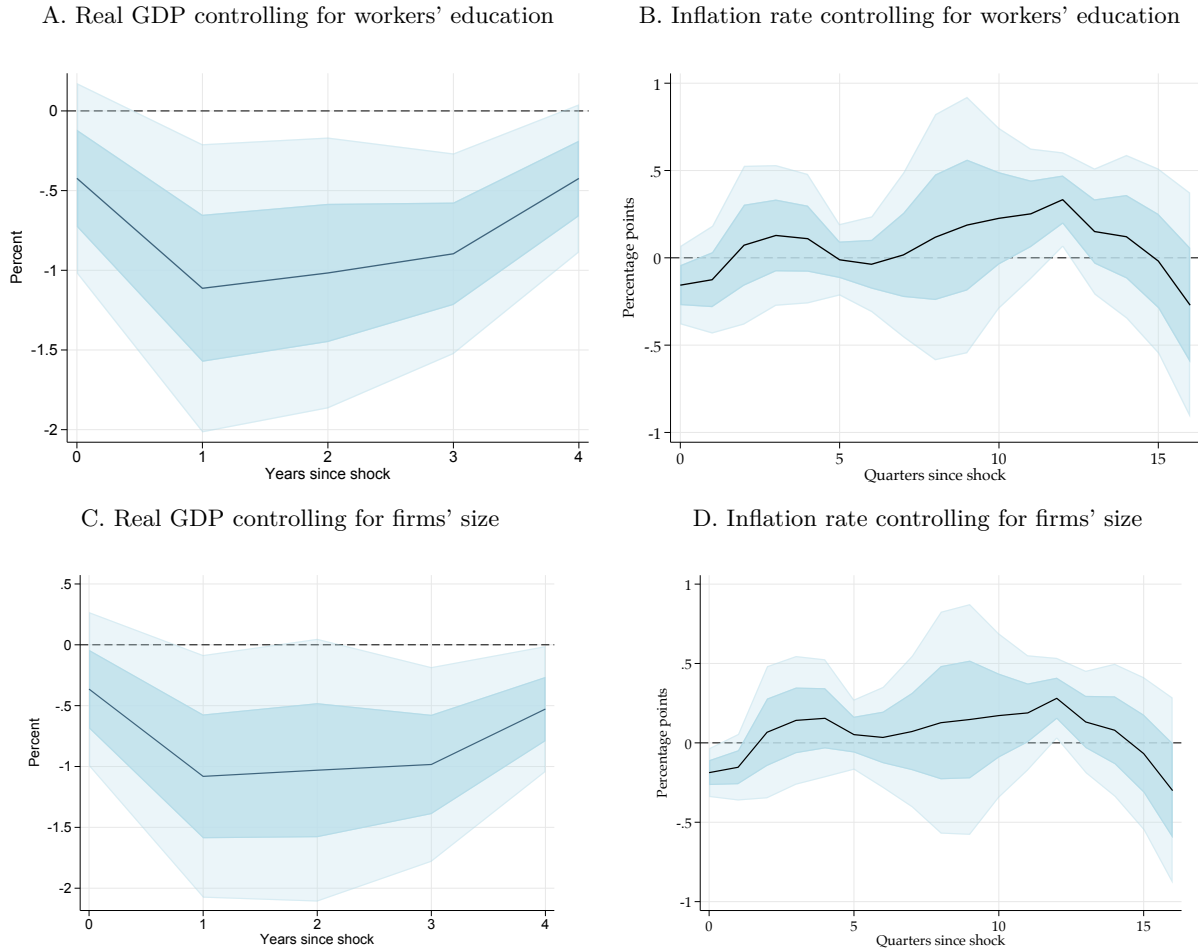 A. Real GDP controlling for workers' education
B. Inflation rate controlling for workers' education
0
-.5
-1
-1.5
-2
Percent
0 1 2 3 4
Years since shock
1
.5
0
-.5
-1
Percentage points
0 5 10 15
Quarters since shock
C. Real GDP controlling for firms' size
D. Inflation rate controlling for firms' size
.5
0
-.5
-1
-1.5
-2
Percent
0 1 2 3 4
Years since shock
1
.5
0
-.5
-1
Percentage points
0 5 10 15
Quarters since shock